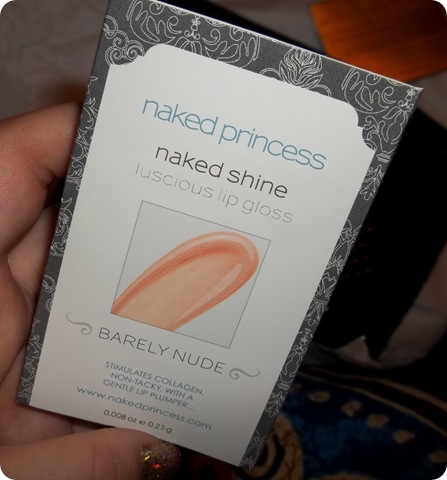 naked princess
naked shine
luscious lip gloss
BARELY NUDE
STIMULATES COLLAGEN,
NON-TACKY, WITH A
GENTLE LIP PLUMPER...
www.nakedprincess.com
0.008 oz e 0.25 g